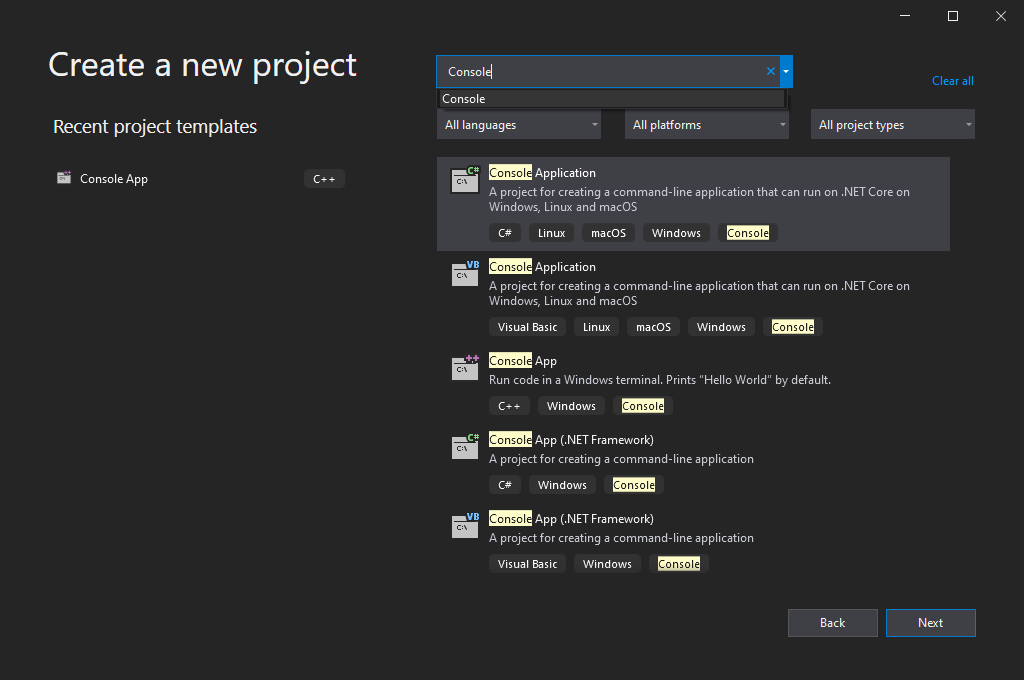 Create a new project
Console
Clear all
Console
Recent project templates
All languages
All platforms
All project types
Console App
C++
Console Application
A project for creating a command-line application that can run on .NET Core on
Windows, Linux and macOS
C# Linux macOS Windows Console
Console Application
A project for creating a command-line application that can run on .NET Core on
Windows, Linux and macOS
Visual Basic Linux macOS Windows Console
Console App
Run code in a Windows terminal. Prints "Hello World" by default.
C++ Windows Console
Console App (.NET Framework)
A project for creating a command-line application
C# Windows Console
Console App (.NET Framework)
A project for creating a command-line application
Visual Basic Windows Console
Back
Next